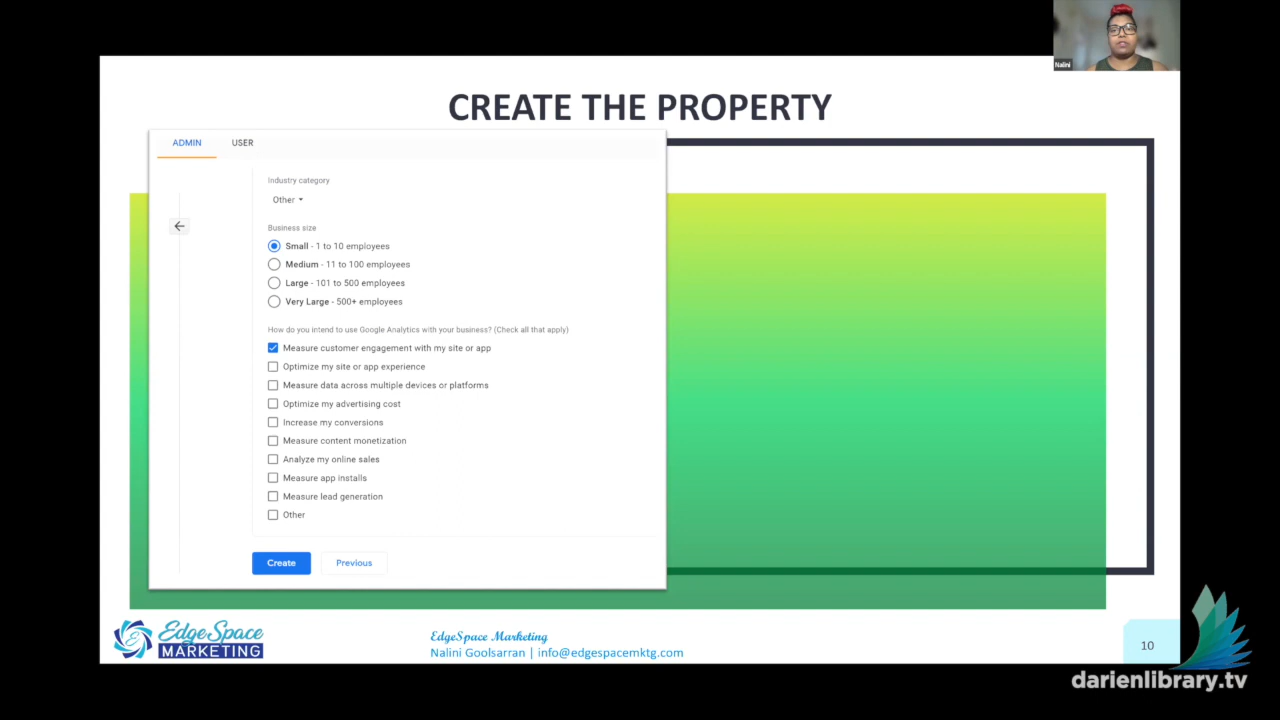 Nalini
CREATE THE PROPERTY
ADMIN USER
Industry category
Other
Business size
Small - 1 to 10 employees
Medium - 11 to 100 employees
Large - 101 to 500 employees
Very Large - 500+ employees
How do you intend to use Google Analytics with your business? (Check all that apply)
Measure customer engagement with my site or app
Optimize my site or app experience
Measure data across multiple devices or platforms
Optimize my advertising cost
Increase my conversions
Measure content monetization
Analyze my online sales
Measure app installs
Measure lead generation
Other
Create Previous
EdgeSpace
MARKETING
EdgeSpace Marketing
Nalini Goolsarran | info@edgespacemktg.com
10
darienlibrary.tv